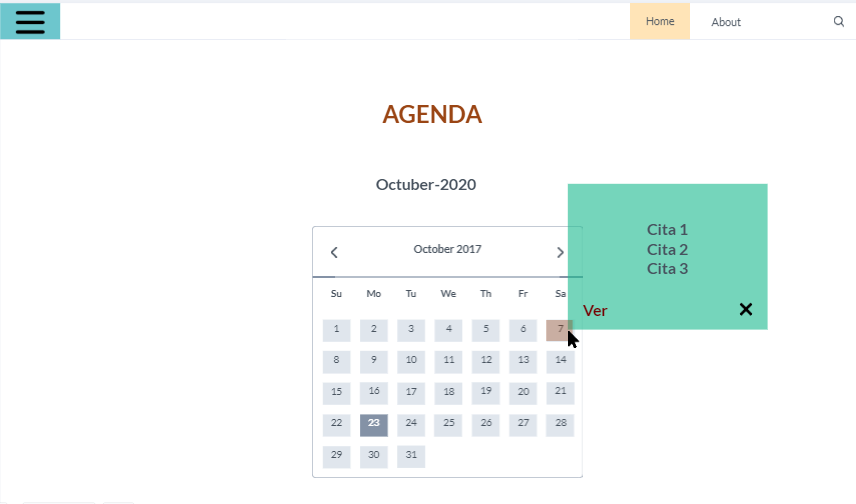 Home About
AGENDA
Octuber-2020
October 2017
Su Mo Tu We Th Fr Sa
1 2 3 4 5 6 7
8 9 10 11 12 13 14
15 16 17 18 19 20 21
22 23 24 25 26 27 28
29 30 31
Cita 1
Cita 2
Cita 3
Ver